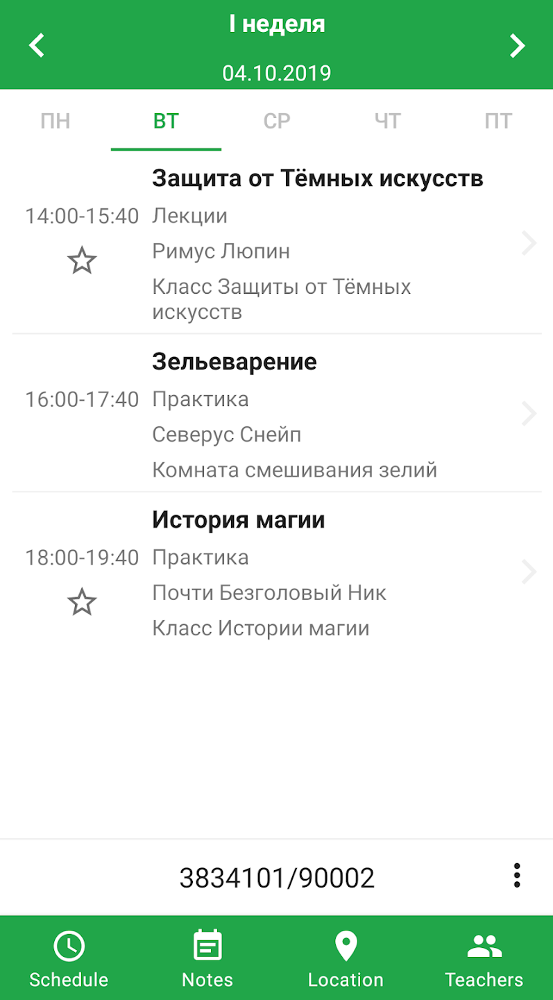 I неделя
04.10.2019
ПН ВТ СР ЧТ ПТ
Защита от Тёмных искусств
14:00-15:40 Лекции
Римус Люпин
Класс Защиты от Тёмных
искусств
Зельеварение
16:00-17:40 Практика
Северус Снейп
Комната смешивания зелий
История магии
18:00-19:40 Практика
Почти Безголовый Ник
Класс Истории магии
3834101/90002
Schedule Notes Location Teachers